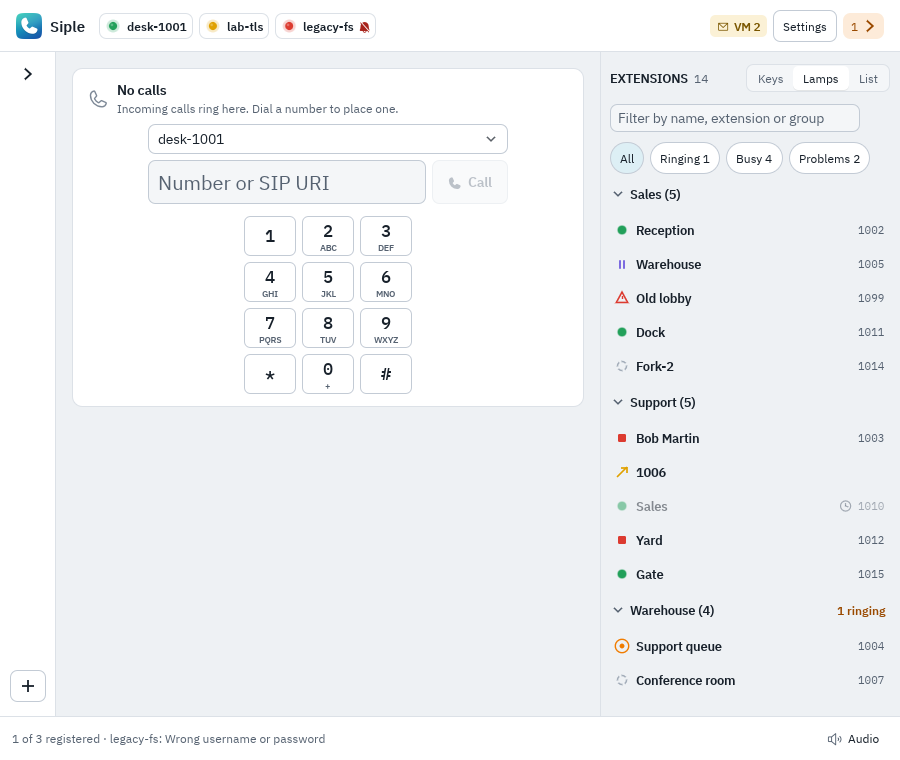 Siple
desk-1001
lab-tls
legacy-fs
VM 2
Settings
1
No calls
Incoming calls ring here. Dial a number to place one.
desk-1001
Number or SIP URI
Call
1
2
ABC
3
DEF
4
GHI
5
JKL
6
MNO
7
PQRS
8
TUV
9
WXYZ
*
0
+
#
EXTENSIONS 14
Keys
Lamps
List
Filter by name, extension or group
All
Ringing 1
Busy 4
Problems 2
Sales (5)
Reception 1002
Warehouse 1005
Old lobby 1099
Dock 1011
Fork-2 1014
Support (5)
Bob Martin 1003
1006
Sales 1010
Yard 1012
Gate 1015
Warehouse (4) 1 ringing
Support queue 1004
Conference room 1007
1 of 3 registered · legacy-fs: Wrong username or password
Audio